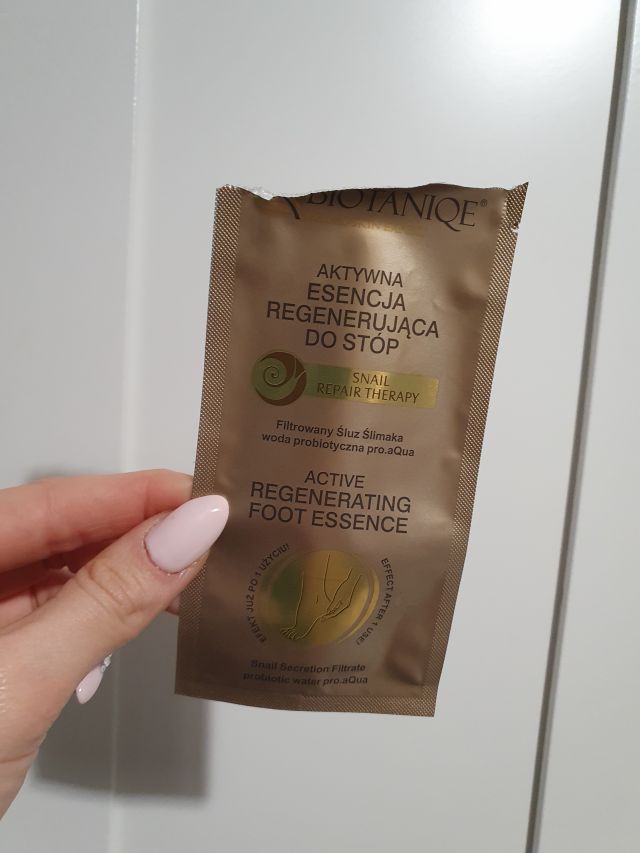 BIOTANIQE®
AKTYWNA
ESENCJA
REGENERUJĄCA
DO STÓP
SNAIL
REPAIR THERAPY
Filtrowany Śluz Ślimaka
woda probiotyczna pro.aQua
ACTIVE
REGENERATING
FOOT ESSENCE
EFEKT JUŻ PO 1 UŻYCIU!
EFFECT AFTER 1 USE!
Snail Secretion Filtrate
probiotic water pro.aQua